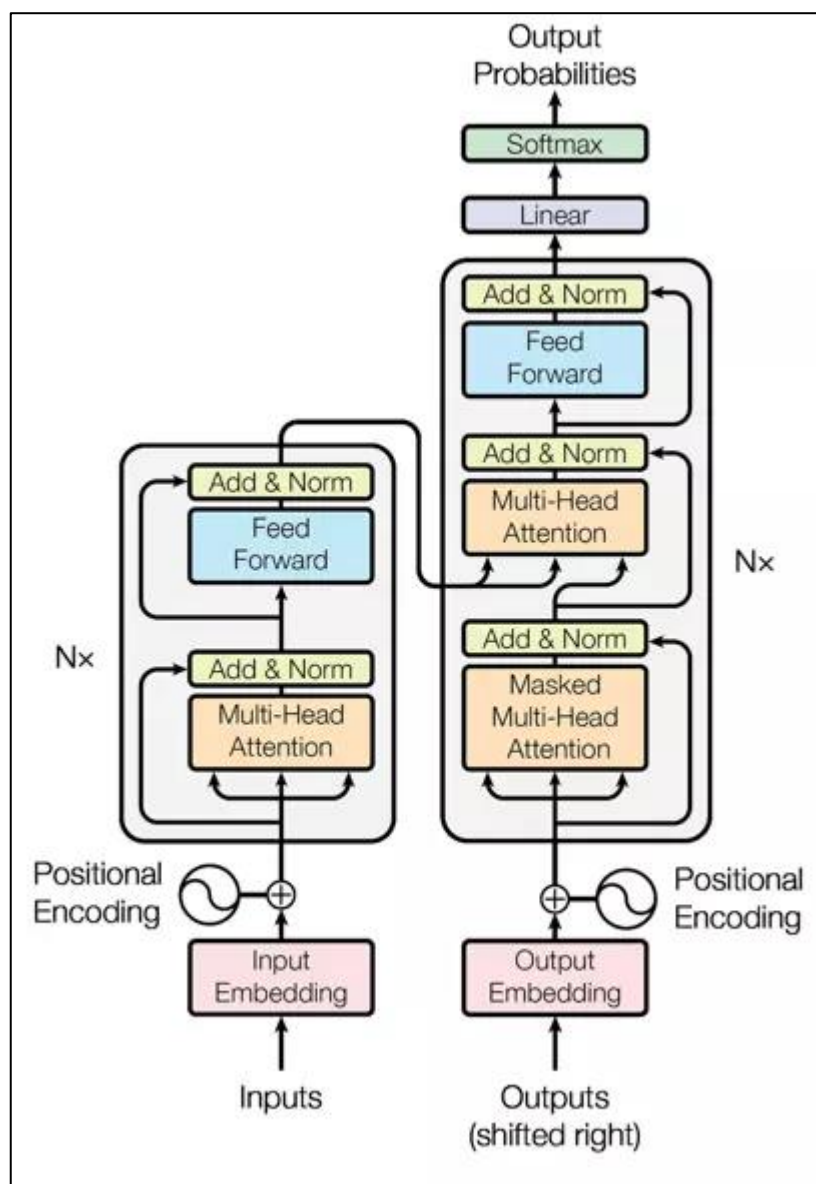 Output
Probabilities
Softmax
Linear
Add & Norm
Feed
Forward
Add & Norm
Multi-Head
Attention
Add & Norm
Feed
Forward
Nx
Add & Norm
Masked
Multi-Head
Attention
Nx
Add & Norm
Multi-Head
Attention
Positional
Encoding
Positional
Encoding
Input
Embedding
Output
Embedding
Inputs
Outputs
(shifted right)